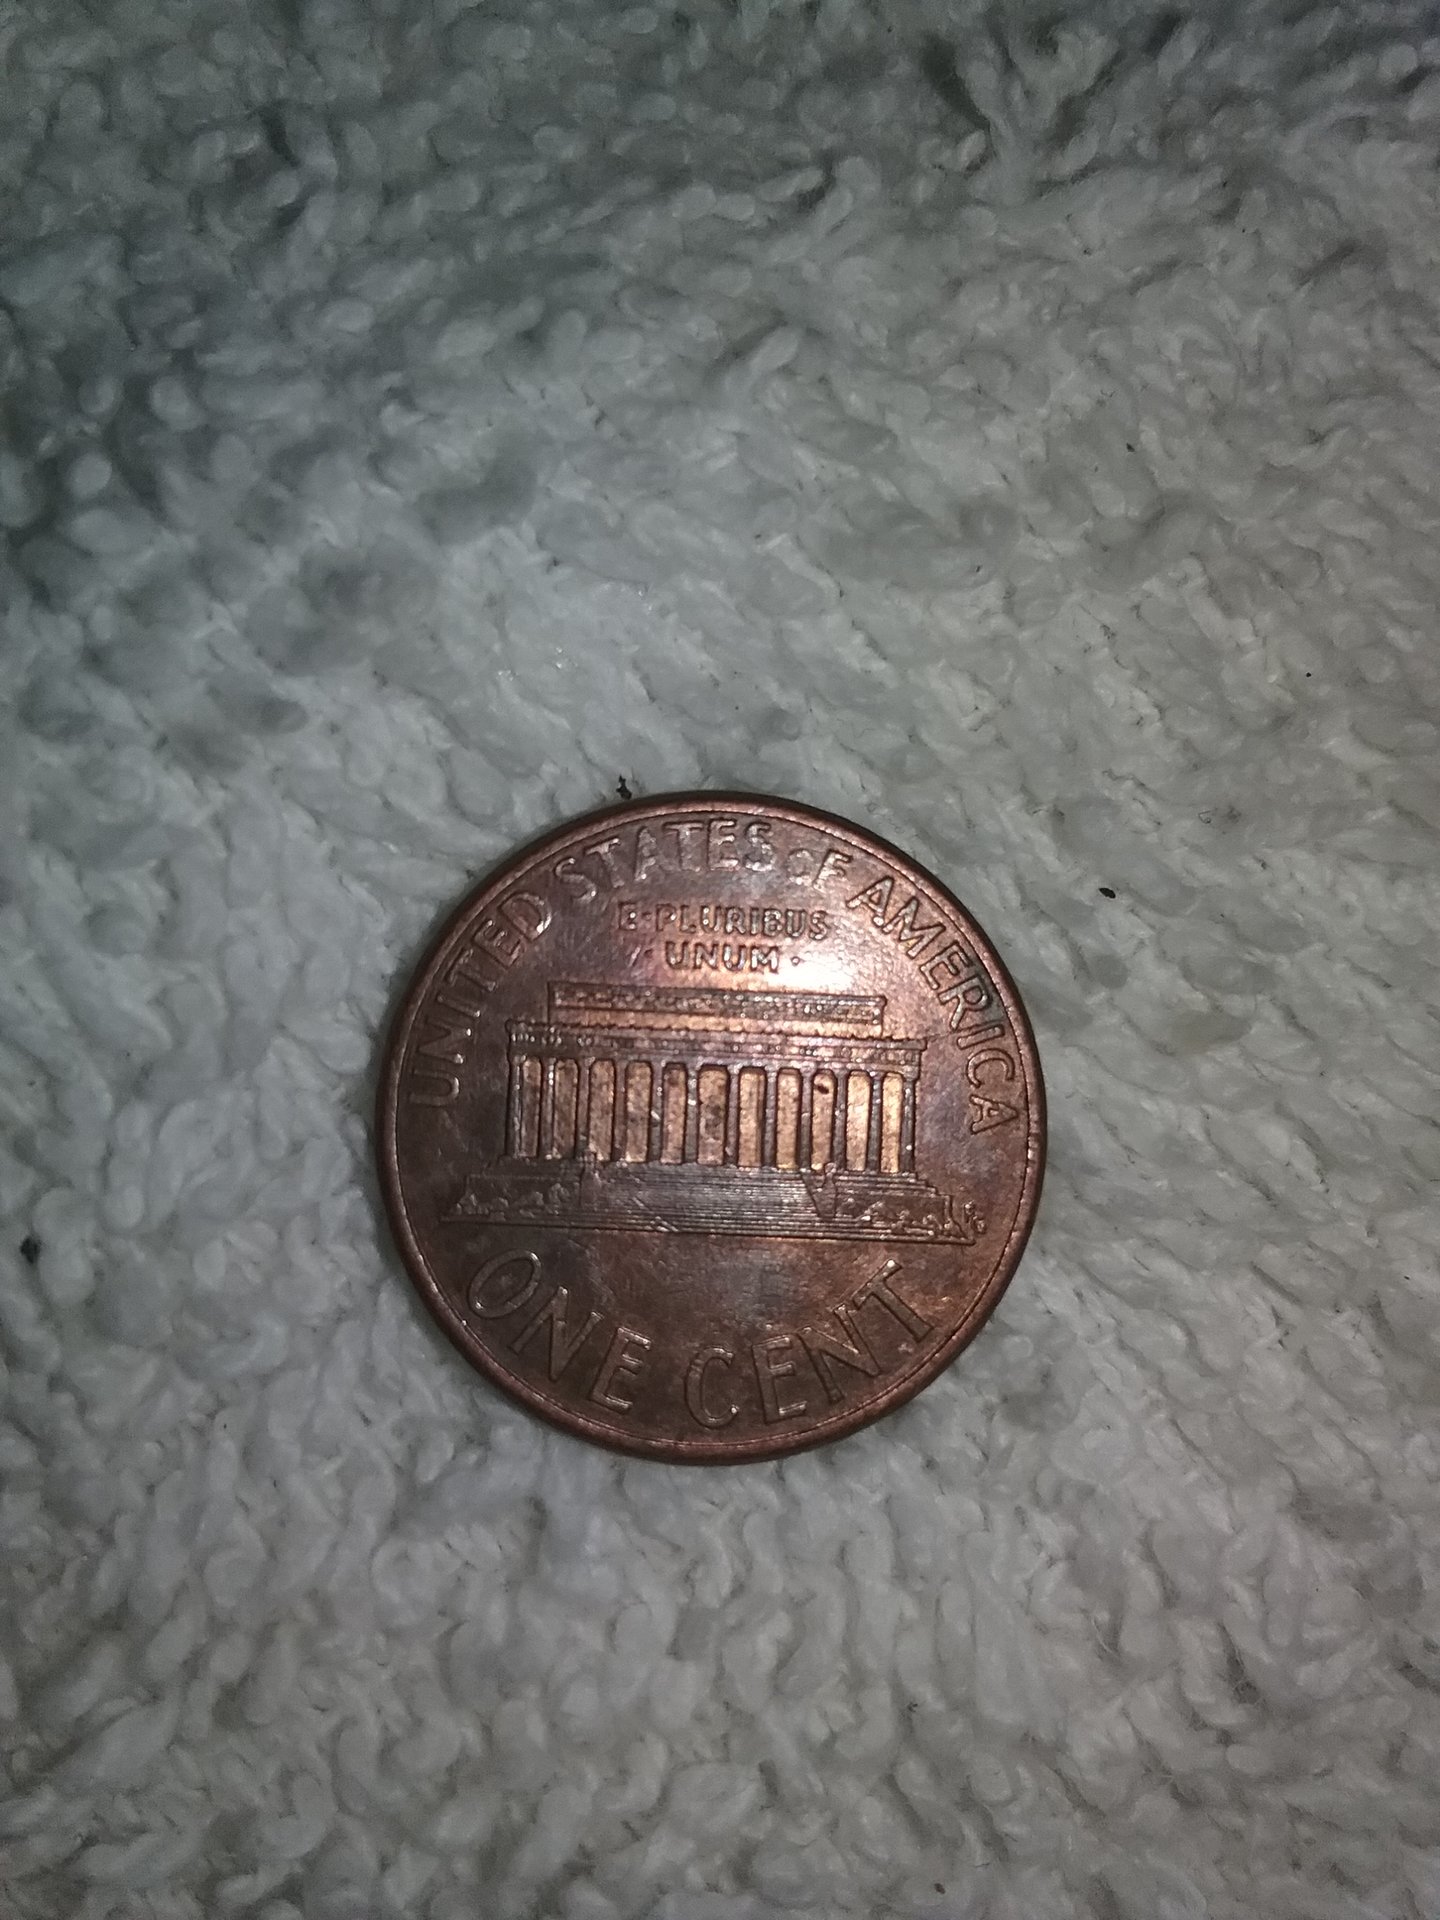 UNITED STATES OF AMERICA
E·PLURIBUS
·UNUM·
ONE CENT